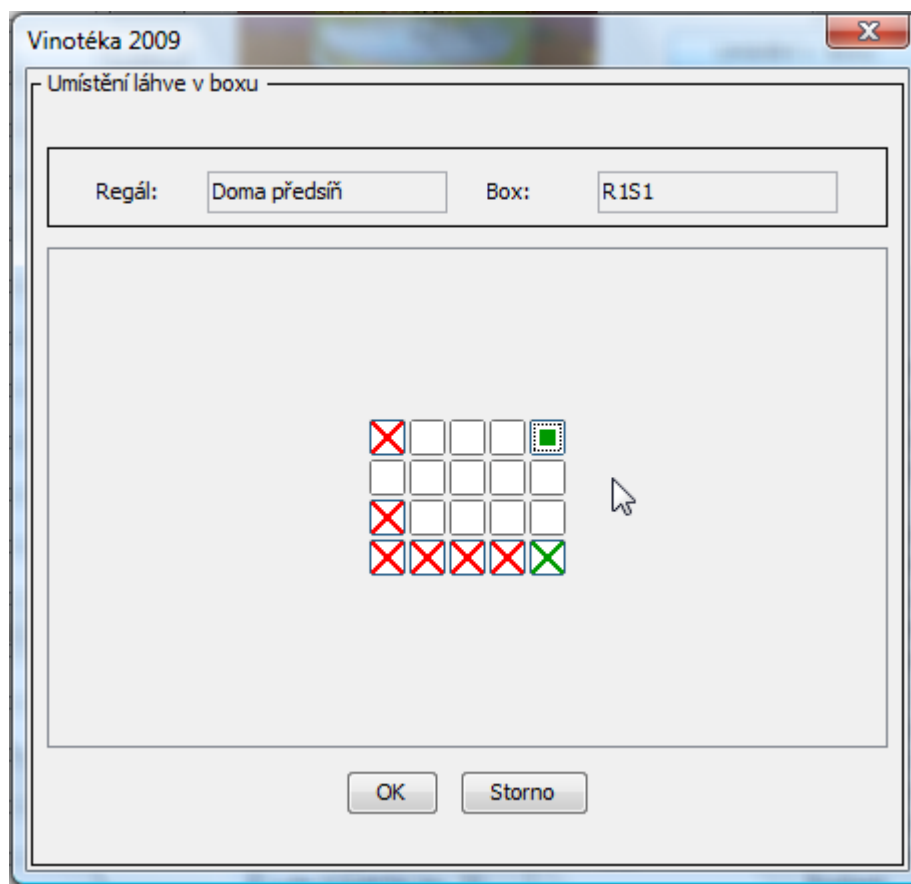 Vinotéka 2009
Umístění láhve v boxu
Regál: Doma předsíň Box: R1S1
OK Storno